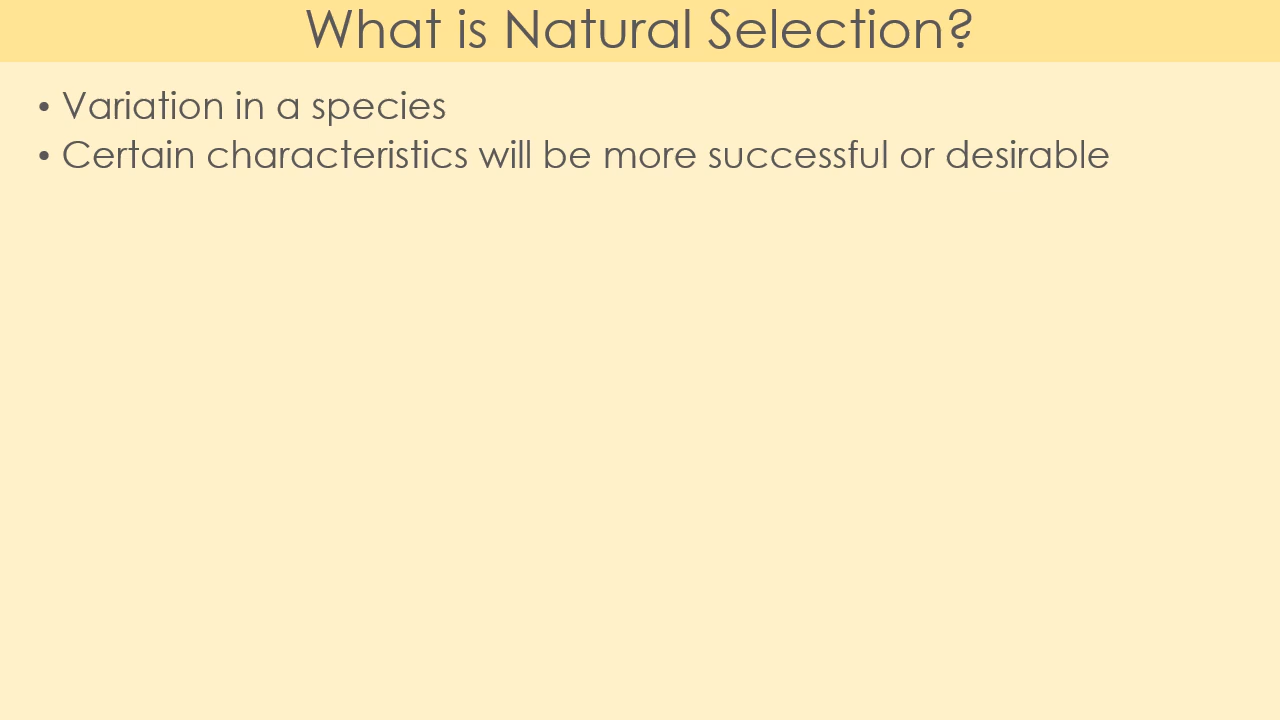 What is Natural Selection?
• Variation in a species
• Certain characteristics will be more successful or desirable